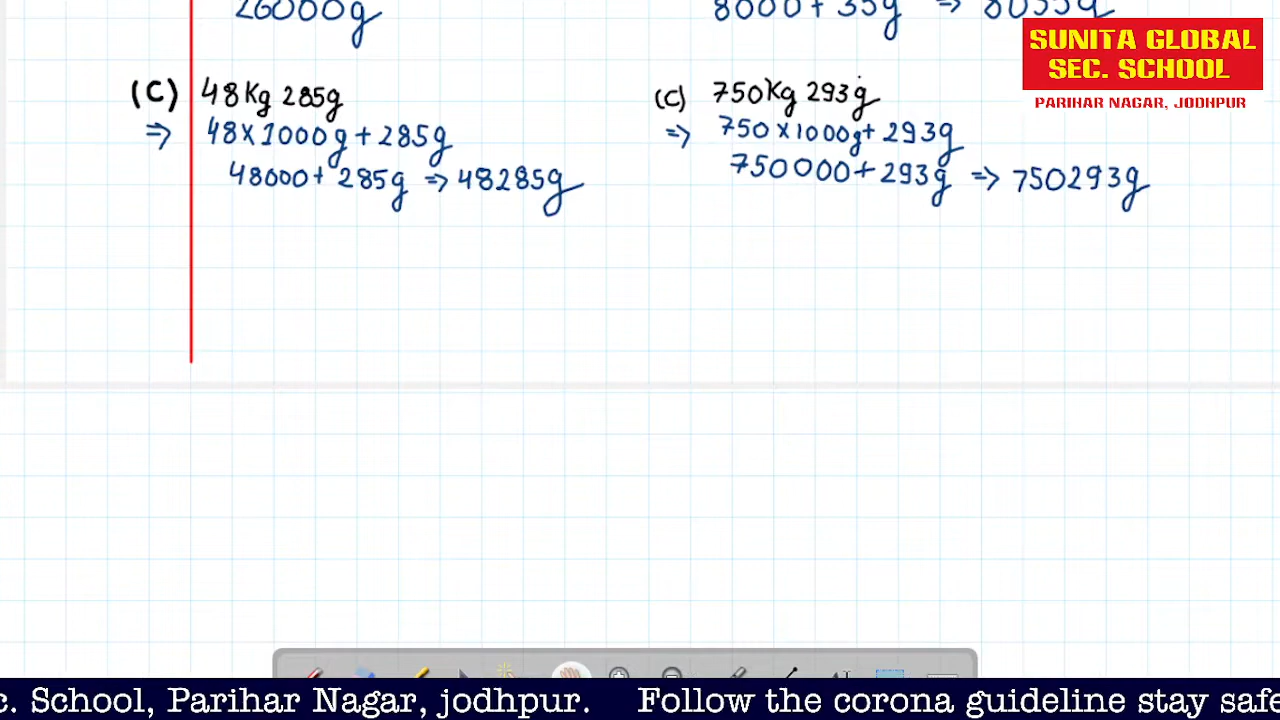 26000g
8000 + 35g ⇒ 8035g
SUNITA GLOBAL
SEC. SCHOOL
PARIHAR NAGAR, JODHPUR
(C) 48Kg 285g
⇒ 48×1000g + 285g
48000 + 285g ⇒ 48285g
(c) 750Kg 293g
⇒ 750×1000g + 293g
750000 + 293g ⇒ 750293g
c. School, Parihar Nagar, jodhpur. Follow the corona guideline stay safe